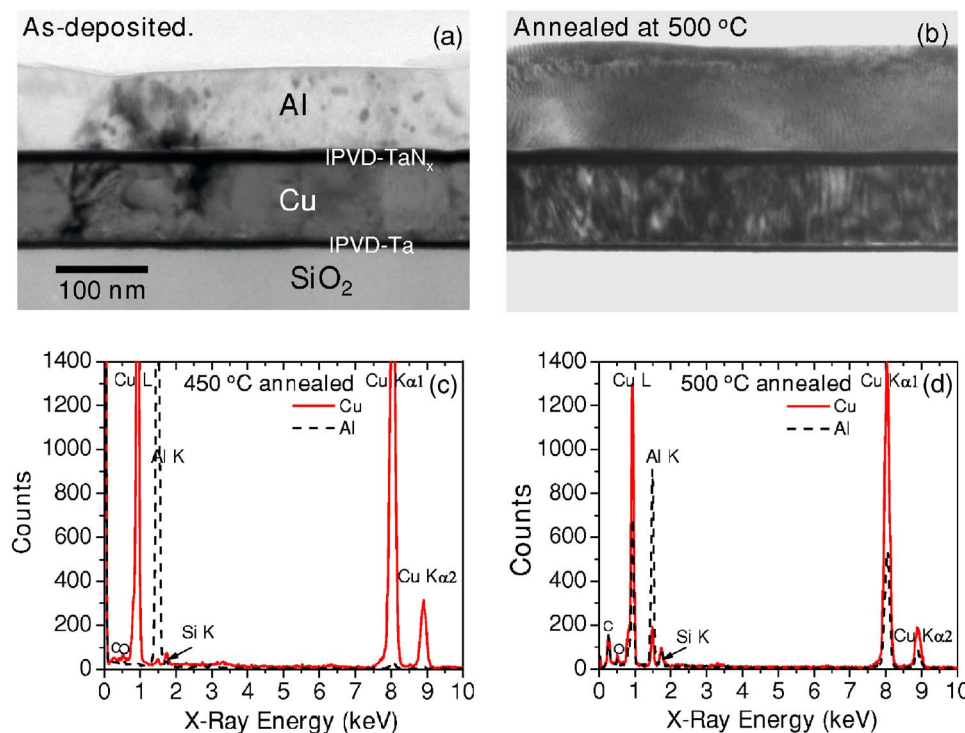 As-deposited.
(a)
Al
IPVD-TaNx
Cu
IPVD-Ta
100 nm
SiO2
Annealed at 500 °C
(b)
1400
1200
1000
800
600
400
200
0
Counts
Cu L
450 °C annealed
Cu Kα1
(c)
Cu
Al
Al K
Cu Kα2
Si K
C
O
0 1 2 3 4 5 6 7 8 9 10
X-Ray Energy (keV)
1400
1200
1000
800
600
400
200
0
Counts
Cu L
500 °C annealed
Cu Kα1
(d)
Cu
Al
Al K
Si K
Cu Kα2
C
O
0 1 2 3 4 5 6 7 8 9 10
X-Ray Energy (keV)